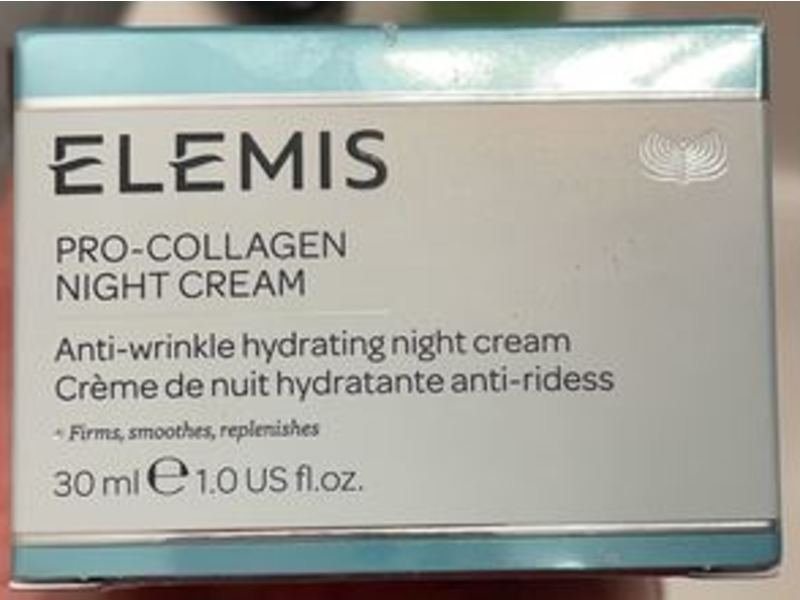 ELEMIS
PRO-COLLAGEN
NIGHT CREAM
Anti-wrinkle hydrating night cream
Crème de nuit hydratante anti-ridess
Firms, smoothes, replenishes
30 ml ℮ 1.0 US fl.oz.